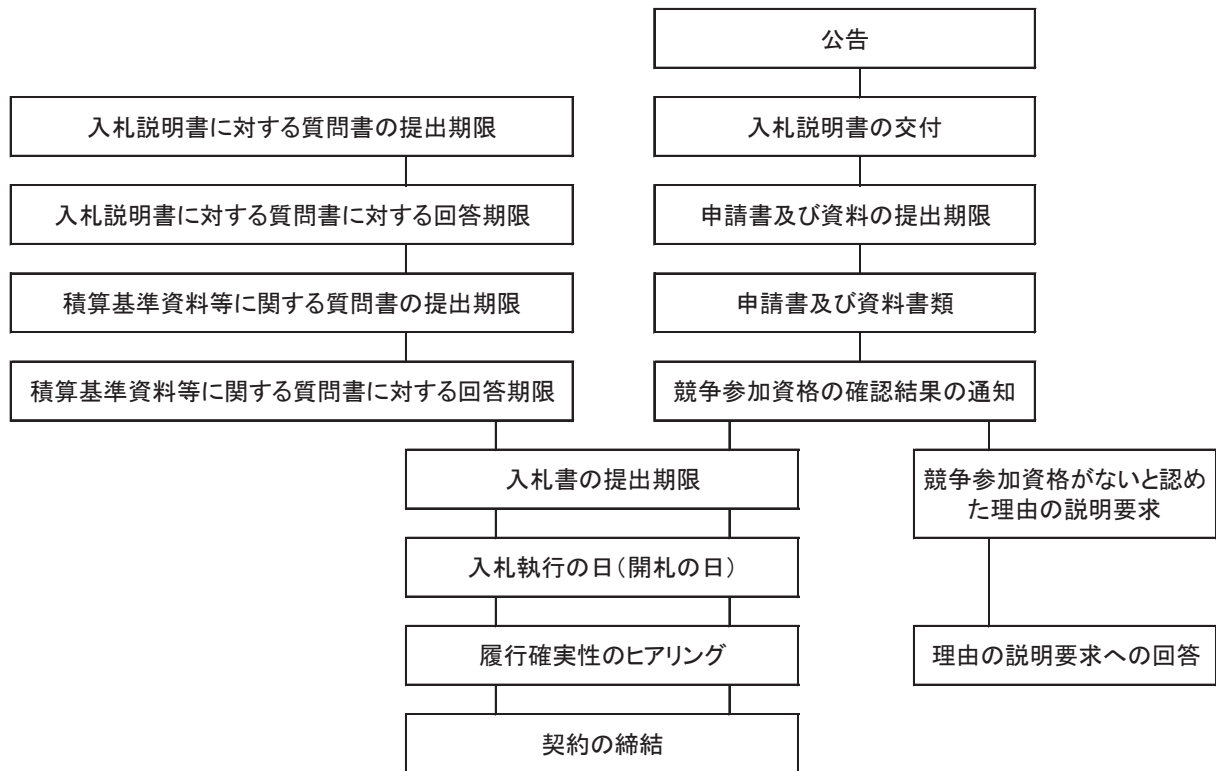 公告
入札説明書に対する質問書の提出期限
入札説明書の交付
入札説明書に対する質問書に対する回答期限
申請書及び資料の提出期限
積算基準資料等に関する質問書の提出期限
申請書及び資料書類
積算基準資料等に関する質問書に対する回答期限
競争参加資格の確認結果の通知
入札書の提出期限
競争参加資格がないと認め
た理由の説明要求
入札執行の日(開札の日)
履行確実性のヒアリング
理由の説明要求への回答
契約の締結